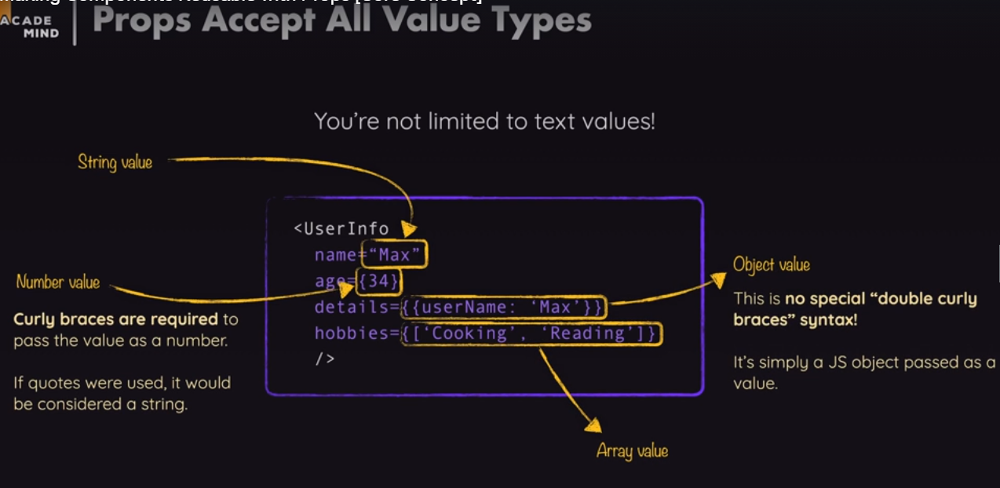 Making Components Reusable with Props [Core Concept]
ACADE
MIND
Props Accept All Value Types
You’re not limited to text values!
String value
<UserInfo
name=“Max”
Number value
age={34}
Object value
Curly braces are required to
pass the value as a number.
details={{userName: ‘Max’}}
This is no special “double curly
braces” syntax!
hobbies={[‘Cooking’, ‘Reading’]}
/>
It’s simply a JS object passed as a
value.
If quotes were used, it would
be considered a string.
Array value